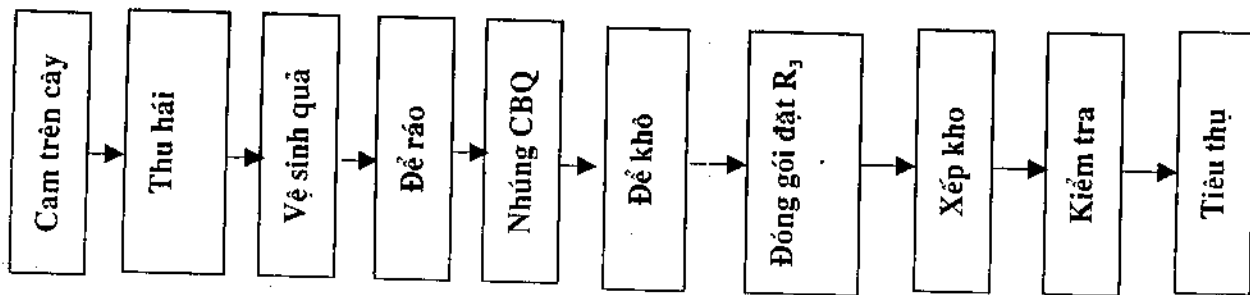 Cam trên cây
Thu hái
Vệ sinh quả
Để ráo
Nhúng CBQ
Để khô
Đóng gói đặt R₃
Xếp kho
Kiểm tra
Tiêu thụ